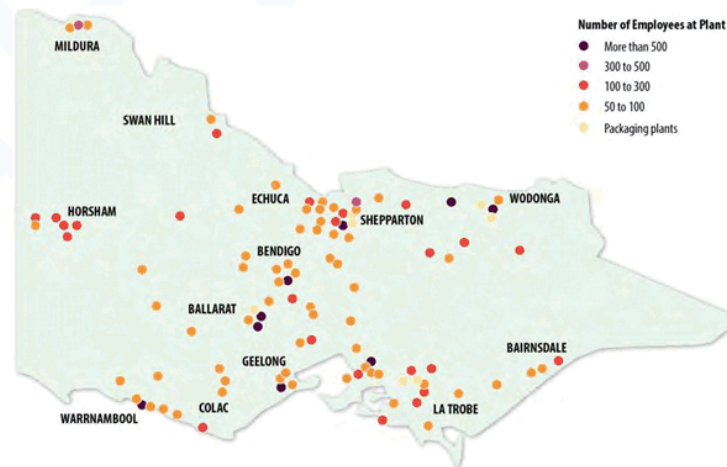 Number of Employees at Plant
More than 500
300 to 500
100 to 300
50 to 100
Packaging plants
MILDURA
SWAN HILL
HORSHAM
ECHUCA
SHEPPARTON
WODONGA
BENDIGO
BALLARAT
GEELONG
BAIRNSDALE
WARRNAMBOOL
COLAC
LA TROBE